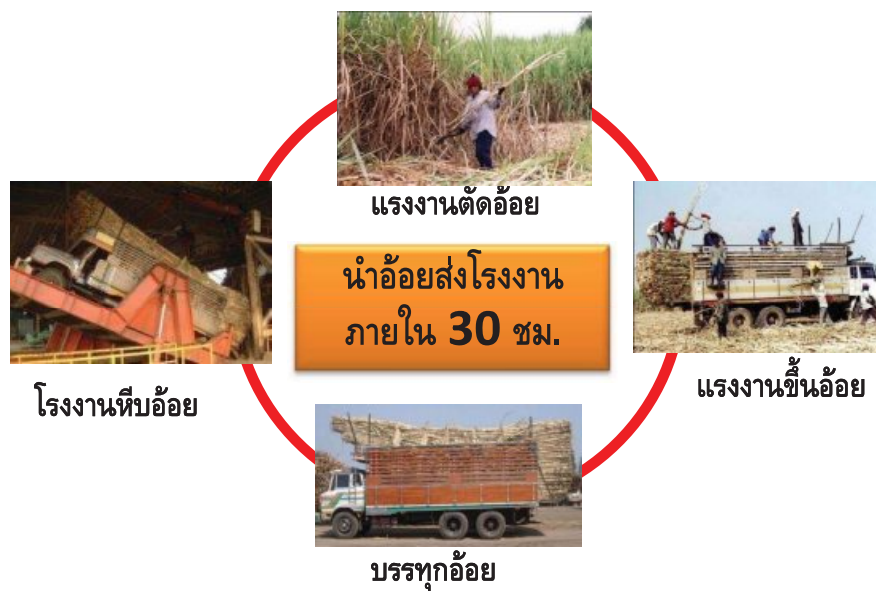 แรงงานตัดอ้อย
นำอ้อยส่งโรงงาน
ภายใน 30 ชม.
แรงงานขึ้นอ้อย
โรงงานหีบอ้อย
บรรทุกอ้อย